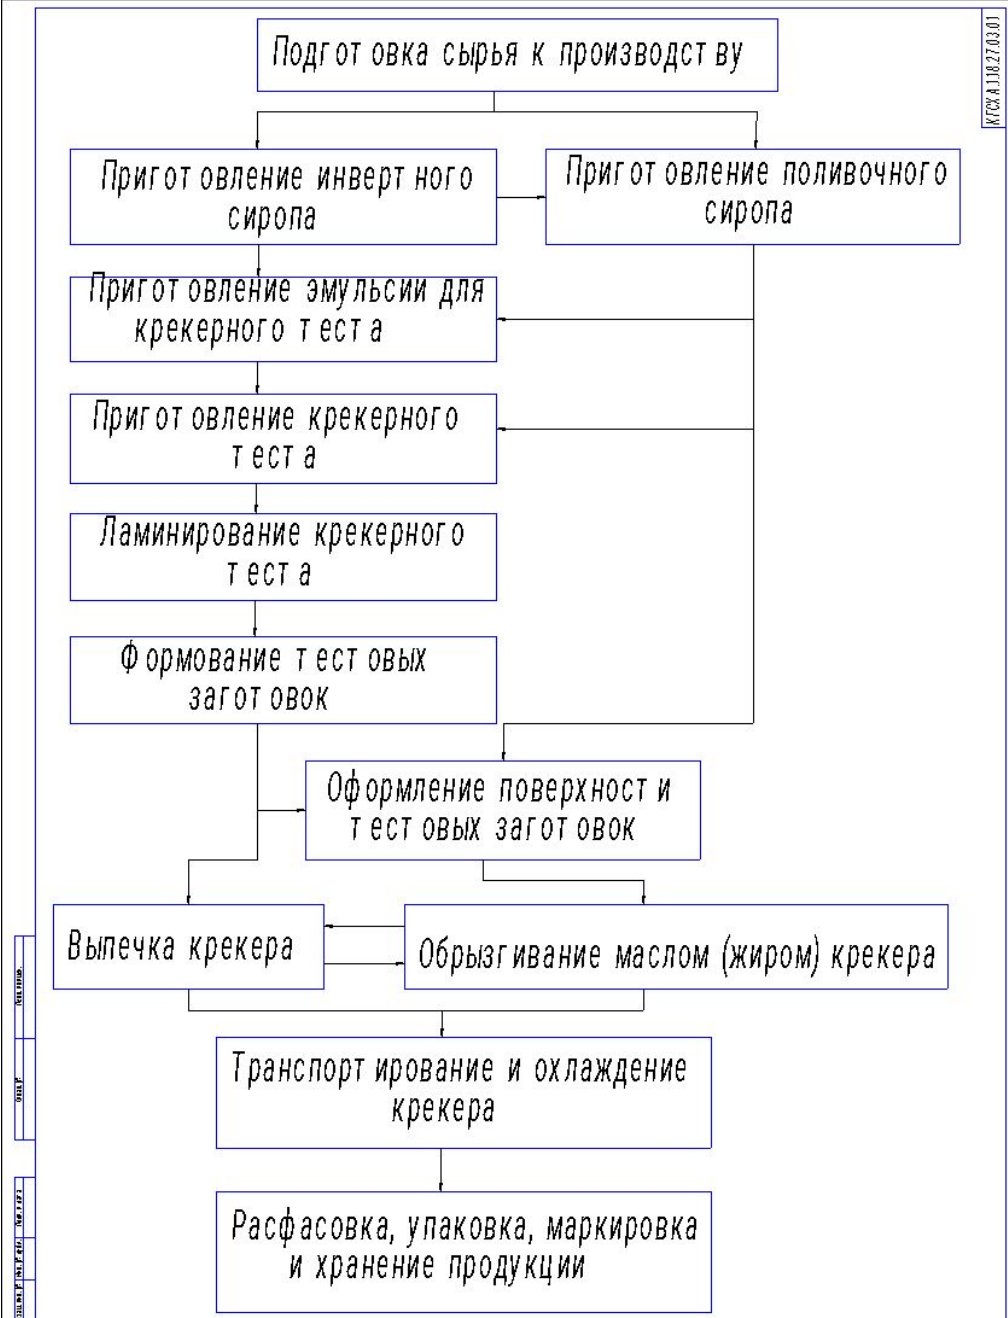 Подготовка сырья к производству
КГСХА.118.27.03.01
Приготовление инвертного
сиропа
Приготовление поливочного
сиропа
Приготовление эмульсии для
крекерного теста
Приготовление крекерного
теста
Ламинирование крекерного
теста
Формование тестовых
заготовок
Оформление поверхности
тестовых заготовок
Выпечка крекера
Обрызгивание маслом (жиром) крекера
Транспортирование и охлаждение
крекера
Расфасовка, упаковка, маркировка
и хранение продукции